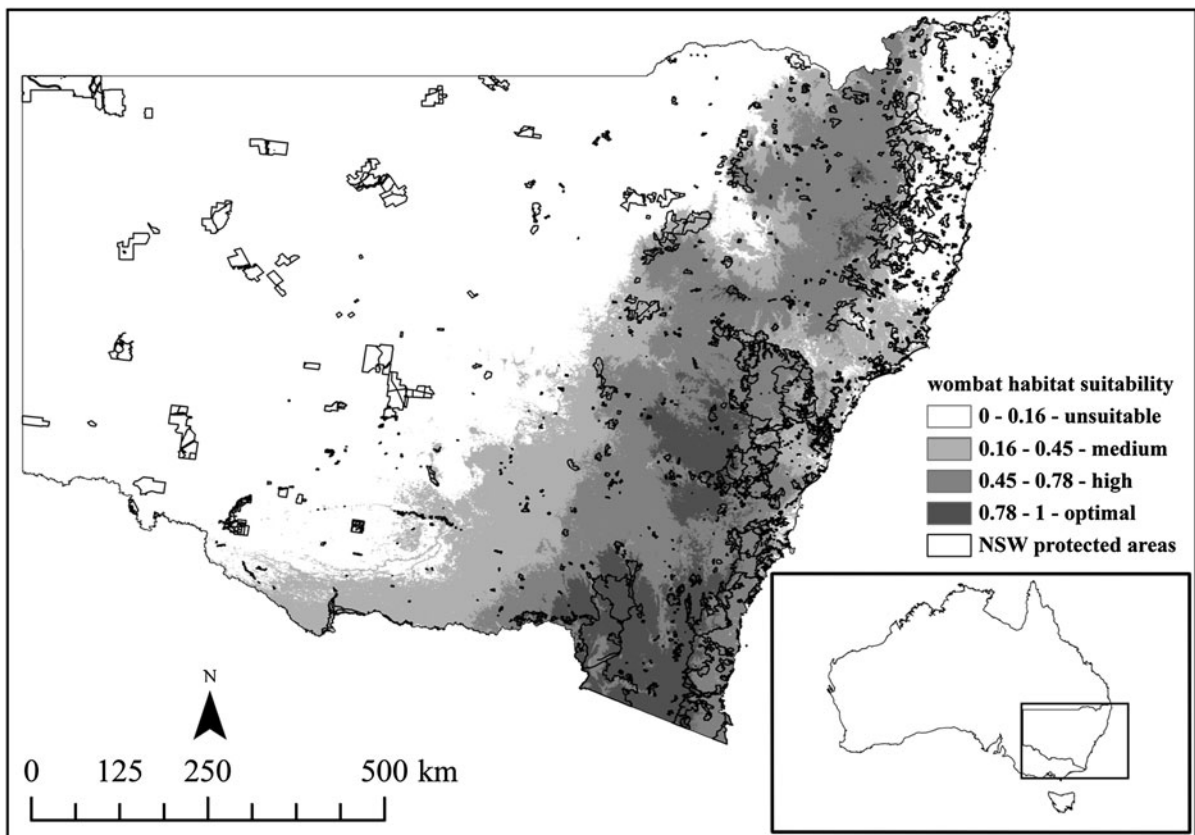 wombat habitat suitability
0 - 0.16 - unsuitable
0.16 - 0.45 - medium
0.45 - 0.78 - high
0.78 - 1 - optimal
NSW protected areas
N
0 125 250 500 km